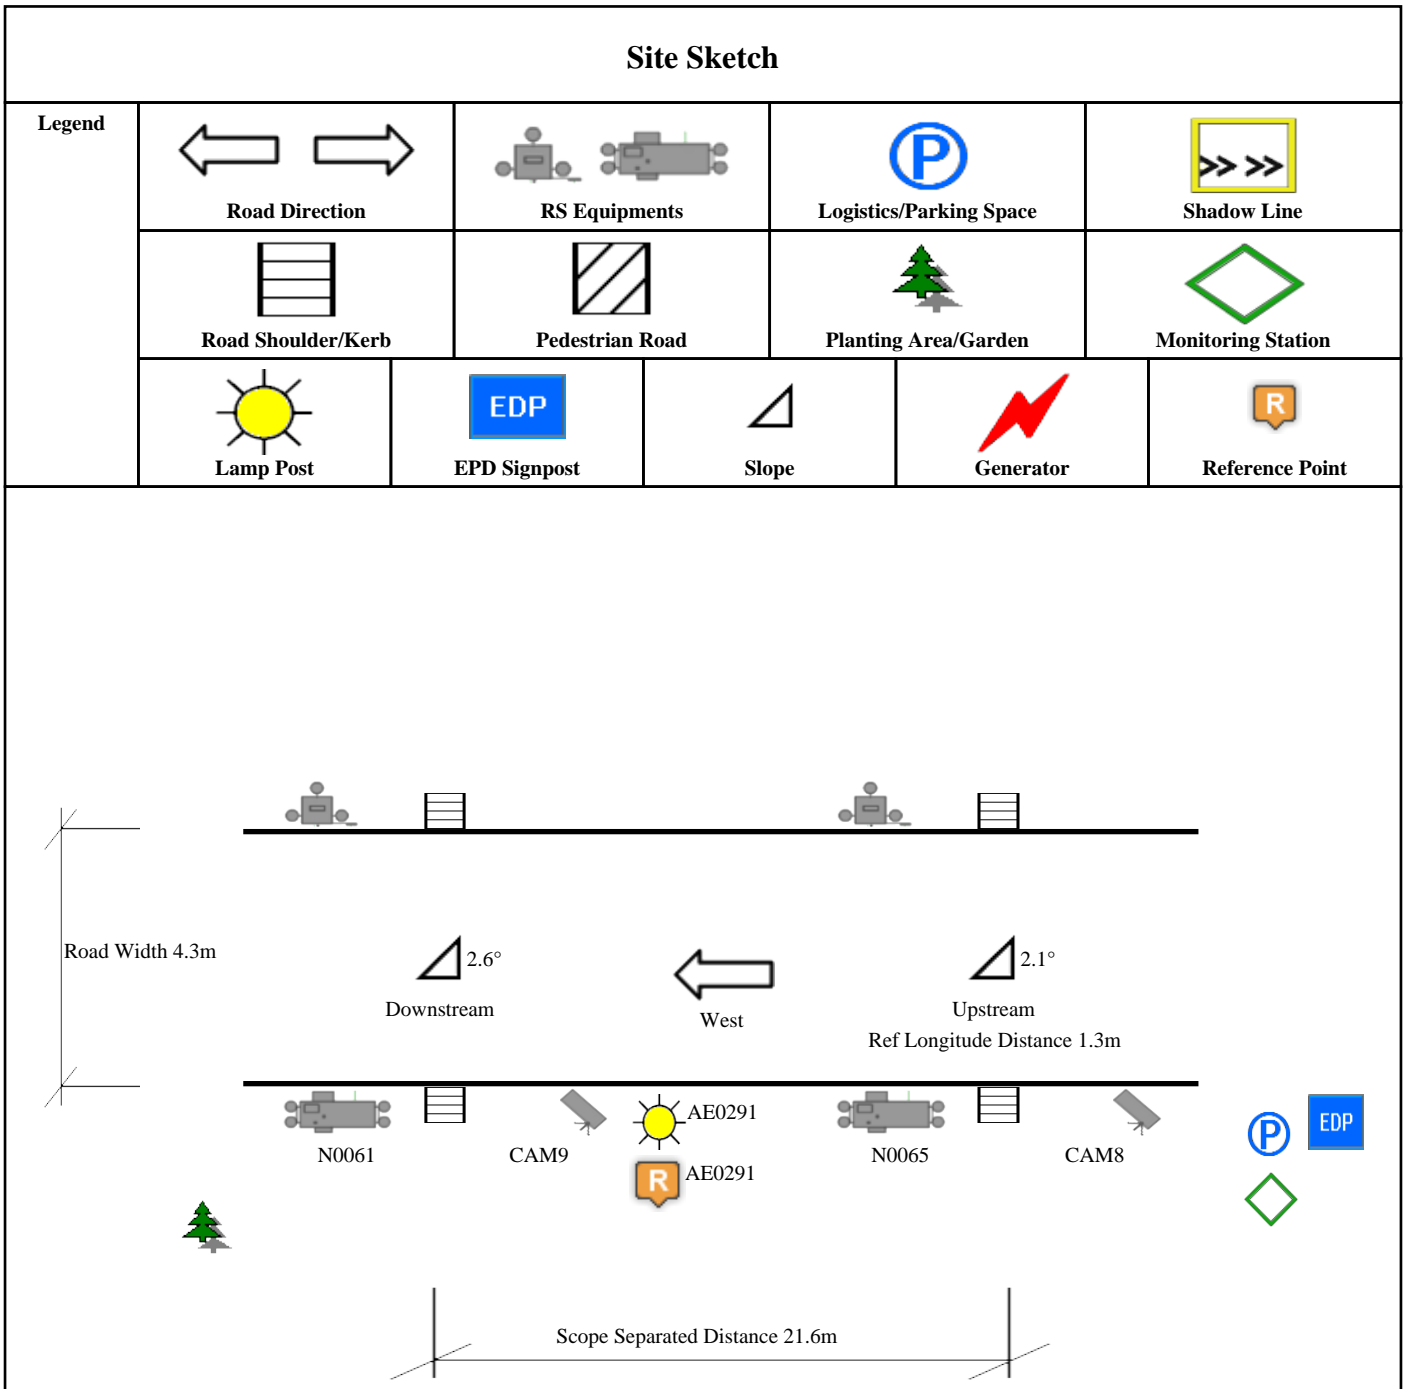 Site Sketch
Legend
Road Direction
RS Equipments
P
Logistics/Parking Space
Shadow Line
Road Shoulder/Kerb
Pedestrian Road
Planting Area/Garden
Monitoring Station
Lamp Post
EDP
EPD Signpost
Slope
Generator
R
Reference Point
Road Width 4.3m
2.6°
Downstream
West
2.1°
Upstream
Ref Longitude Distance 1.3m
N0061
CAM9
AE0291
R AE0291
N0065
CAM8
P
EDP
Scope Separated Distance 21.6m